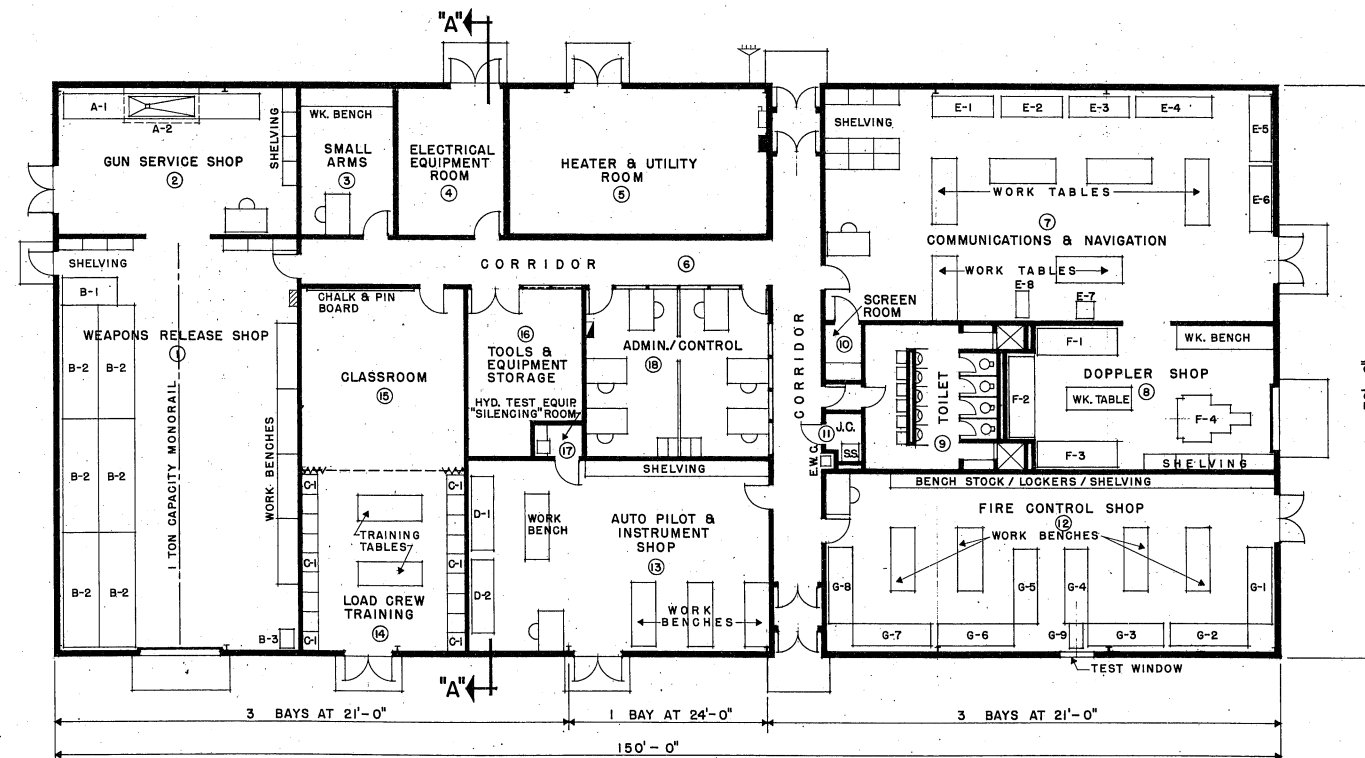 "A"
A-1
A-2
SHELVING
GUN SERVICE SHOP
2
WK. BENCH
SMALL
ARMS
3
ELECTRICAL
EQUIPMENT
ROOM
4
HEATER & UTILITY
ROOM
5
SHELVING
E-1
E-2
E-3
E-4
E-5
E-6
WORK TABLES
7
COMMUNICATIONS & NAVIGATION
WORK TABLES
E-8
E-7
SHELVING
B-1
WEAPONS RELEASE SHOP
1
B-2
B-2
B-2
B-2
B-2
B-2
1 TON CAPACITY MONORAIL
WORK BENCHES
B-3
CORRIDOR
6
CHALK & PIN
BOARD
CLASSROOM
15
16
TOOLS &
EQUIPMENT
STORAGE
HYD. TEST EQUIP.
"SILENCING" ROOM
17
ADMIN./CONTROL
18
CORRIDOR
SCREEN
ROOM
10
11
J.C.
S.S.
E.W.C.
TOILET
9
F-1
F-2
F-3
WK. BENCH
DOPPLER SHOP
8
WK. TABLE
F-4
SHELVING
C-1
C-1
C-1
C-1
C-1
C-1
TRAINING
TABLES
LOAD CREW
TRAINING
14
D-1
D-2
WORK
BENCH
SHELVING
AUTO PILOT &
INSTRUMENT
SHOP
13
WORK
BENCHES
BENCH STOCK / LOCKERS / SHELVING
FIRE CONTROL SHOP
12
WORK BENCHES
G-8
G-5
G-4
G-1
G-7
G-6
G-9
G-3
G-2
TEST WINDOW
"A"
3 BAYS AT 21'-0"
1 BAY AT 24'-0"
3 BAYS AT 21'-0"
150'-0"